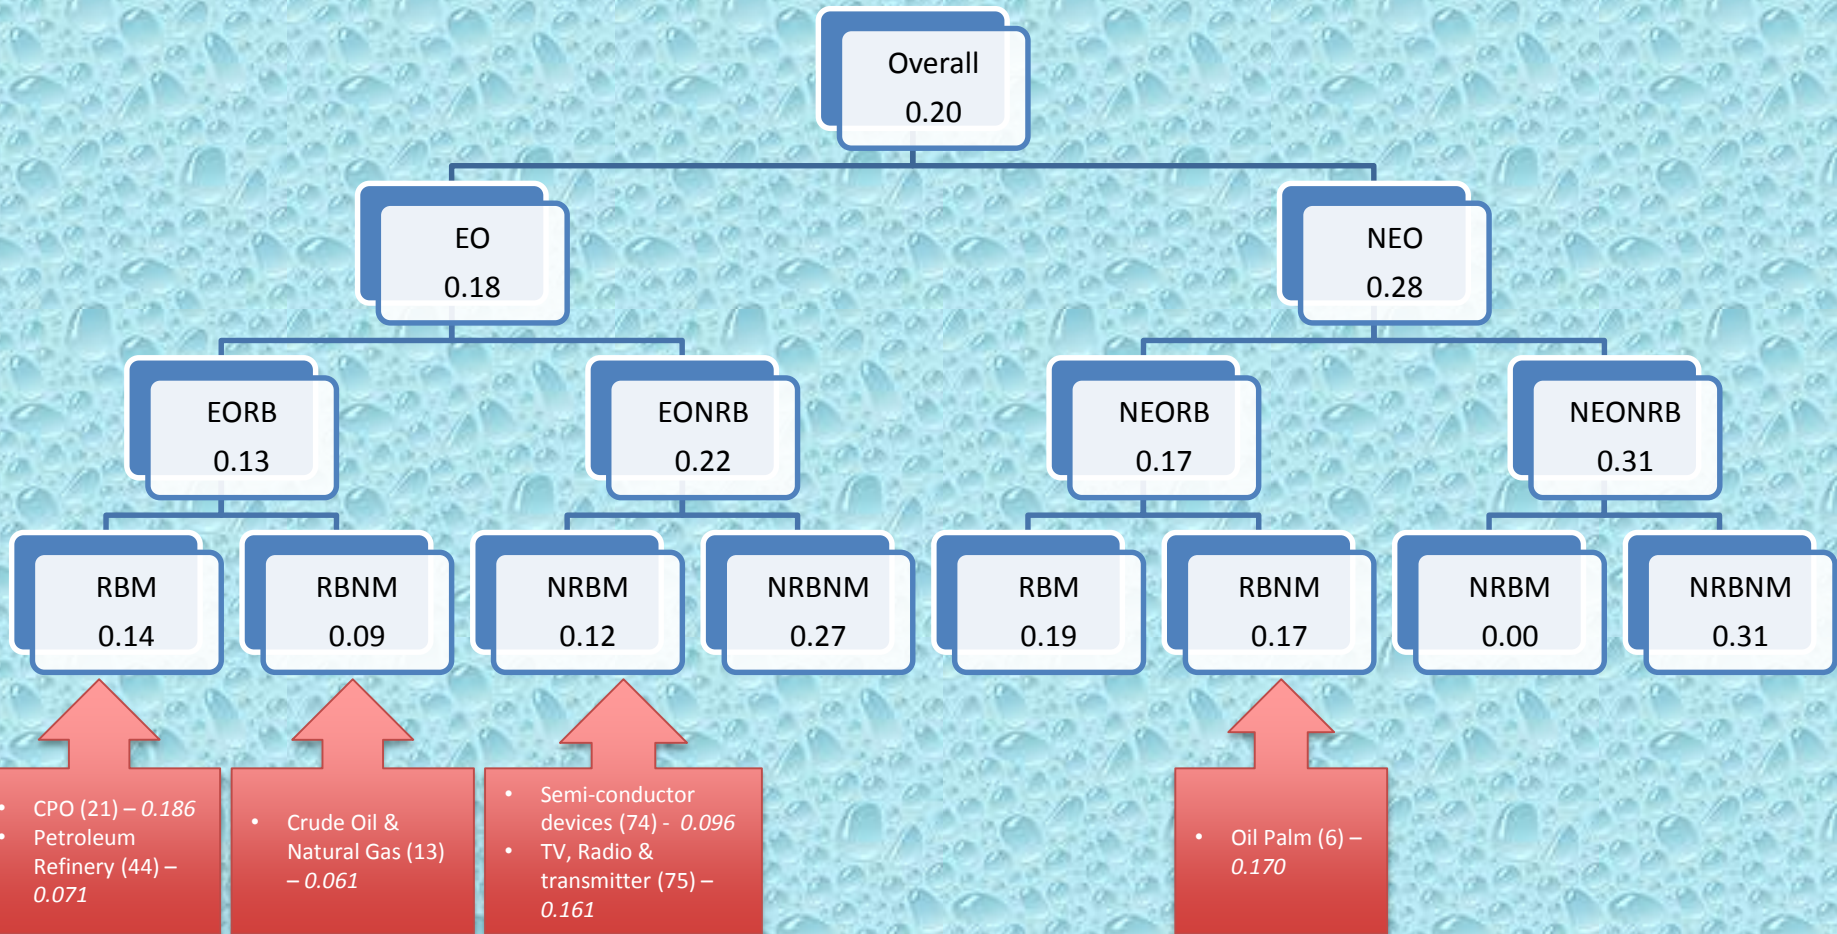 Overall
0.20
EO
0.18
NEO
0.28
EORB
0.13
EONRB
0.22
NEORB
0.17
NEONRB
0.31
RBM
0.14
RBNM
0.09
NRBM
0.12
NRBNM
0.27
RBM
0.19
RBNM
0.17
NRBM
0.00
NRBNM
0.31
• CPO (21) – 0.186
• Petroleum
Refinery (44) –
0.071
• Crude Oil &
Natural Gas (13)
– 0.061
• Semi-conductor
devices (74) - 0.096
• TV, Radio &
transmitter (75) –
0.161
• Oil Palm (6) –
0.170